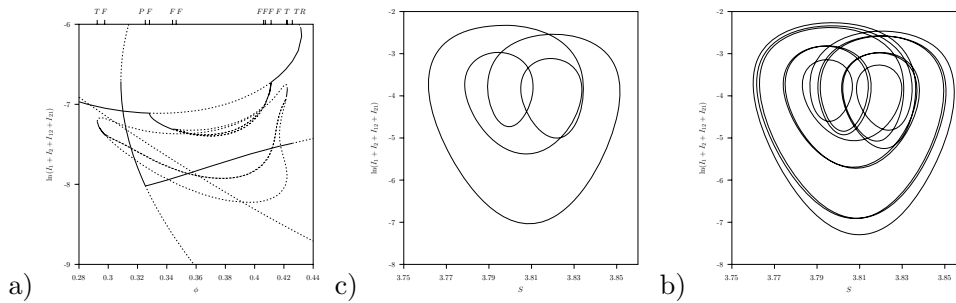 T F P F F F F F F F T T R
-6
-7
-8
-9
ln(I1 + I2 + I12 + I21)
0.28 0.3 0.32 0.34 0.36 0.38 0.4 0.42 0.44
ϕ
a)
-2
-3
-4
-5
-6
-7
-8
ln(I1 + I2 + I12 + I21)
3.75 3.77 3.79 3.81 3.83 3.85
S
c)
-2
-3
-4
-5
-6
-7
-8
ln(I1 + I2 + I12 + I21)
3.75 3.77 3.79 3.81 3.83 3.85
S
b)